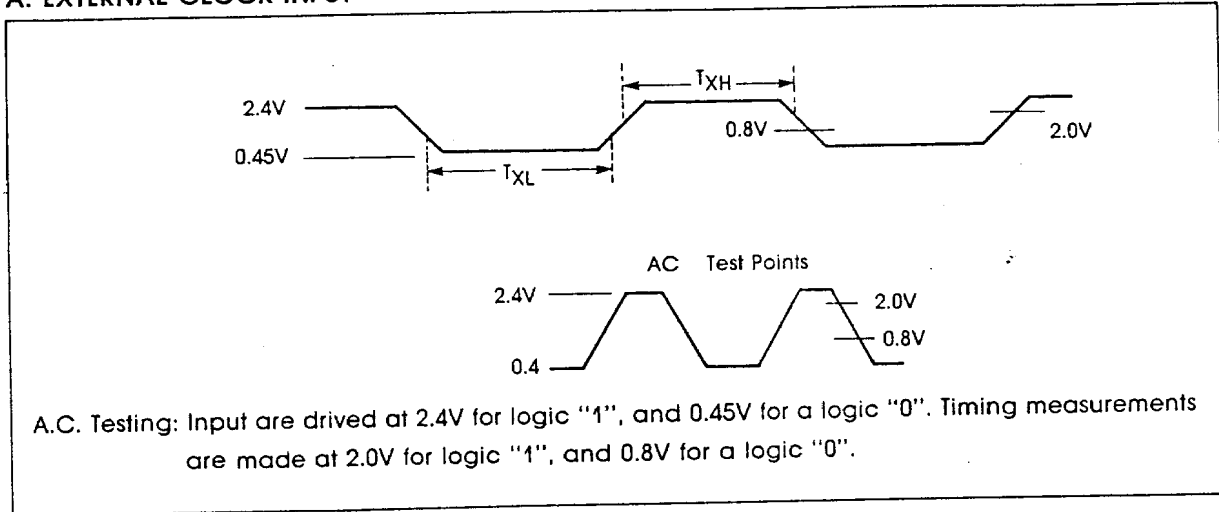 A. EXTERNAL CLOCK INPUT
TXH
2.4V
0.8V
2.0V
0.45V
TXL
AC Test Points
2.4V
2.0V
0.8V
0.4
A.C. Testing: Input are drived at 2.4V for logic "1", and 0.45V for a logic "0". Timing measurements
are made at 2.0V for logic "1", and 0.8V for a logic "0".